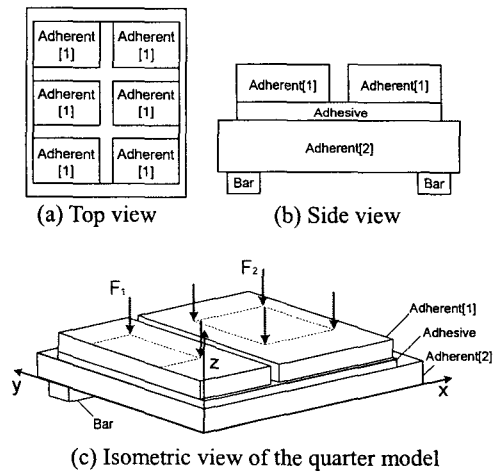 Adherent
[1]
Adherent
[1]
Adherent
[1]
Adherent
[1]
Adherent
[1]
Adherent
[1]
(a) Top view
Adherent[1]
Adherent[1]
Adhesive
Adherent[2]
Bar
Bar
(b) Side view
F1
F2
Adherent[1]
Adhesive
Adherent[2]
z
y
x
Bar
(c) Isometric view of the quarter model